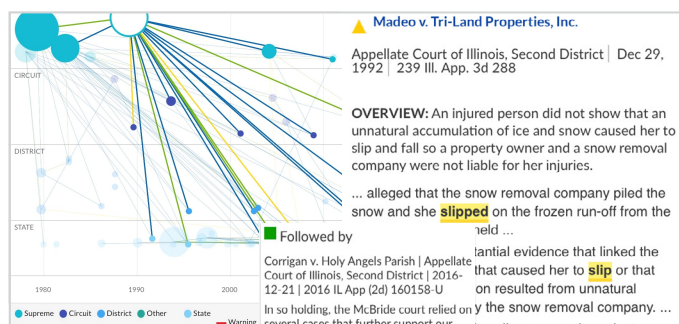 CIRCUIT
DISTRICT
STATE
1980
1990
2000
Supreme
Circuit
District
Other
State
Warning
Madeo v. Tri-Land Properties, Inc.
Appellate Court of Illinois, Second District | Dec 29,
1992 | 239 Ill. App. 3d 288
OVERVIEW: An injured person did not show that an
unnatural accumulation of ice and snow caused her to
slip and fall so a property owner and a snow removal
company were not liable for her injuries.
... alleged that the snow removal company piled the
snow and she slipped on the frozen run-off from the
held ...
tantial evidence that linked the
that caused her to slip or that
on resulted from unnatural
y the snow removal company. ...
Followed by
Corrigan v. Holy Angels Parish | Appellate
Court of Illinois, Second District | 2016-
12-21 | 2016 IL App (2d) 160158-U
In so holding, the McBride court relied on
several cases that further support our